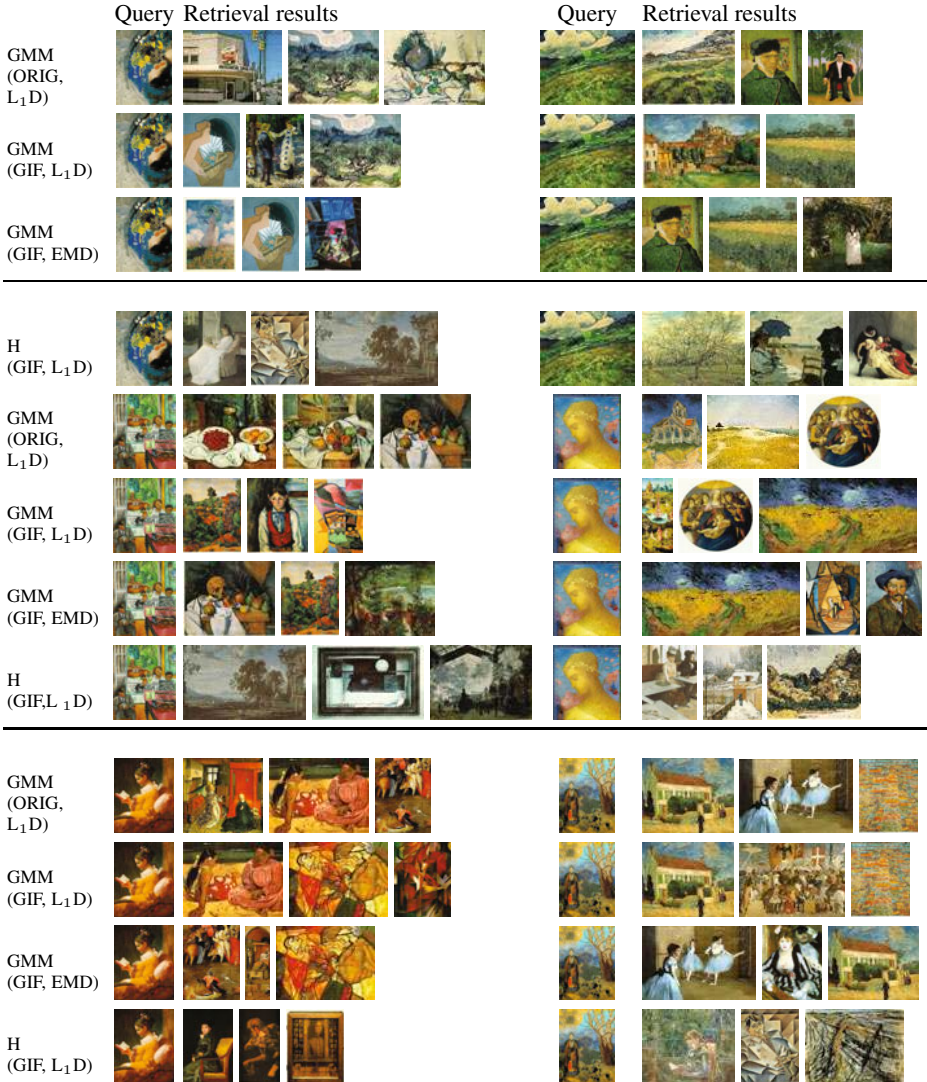 Query Retrieval results Query Retrieval results
GMM
(ORIG,
L₁D)
GMM
(GIF, L₁D)
GMM
(GIF, EMD)
H
(GIF, L₁D)
GMM
(ORIG,
L₁D)
GMM
(GIF, L₁D)
GMM
(GIF, EMD)
H
(GIF,L ₁D)
GMM
(ORIG,
L₁D)
GMM
(GIF, L₁D)
GMM
(GIF, EMD)
H
(GIF, L₁D)